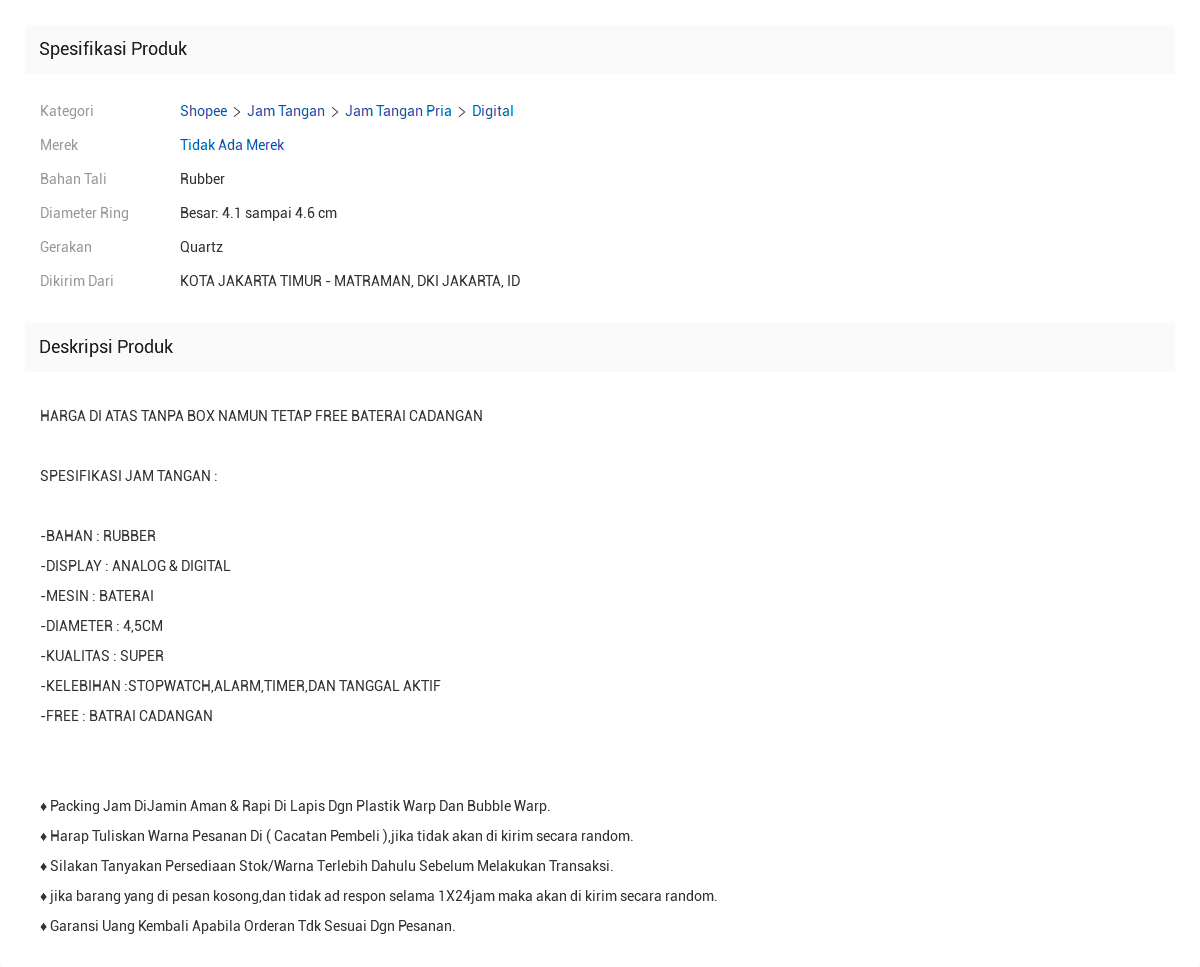 Spesifikasi Produk
Kategori Shopee > Jam Tangan > Jam Tangan Pria > Digital
Merek Tidak Ada Merek
Bahan Tali Rubber
Diameter Ring Besar: 4.1 sampai 4.6 cm
Gerakan Quartz
Dikirim Dari KOTA JAKARTA TIMUR - MATRAMAN, DKI JAKARTA, ID
Deskripsi Produk
HARGA DI ATAS TANPA BOX NAMUN TETAP FREE BATERAI CADANGAN
SPESIFIKASI JAM TANGAN :
-BAHAN : RUBBER
-DISPLAY : ANALOG & DIGITAL
-MESIN : BATERAI
-DIAMETER : 4,5CM
-KUALITAS : SUPER
-KELEBIHAN :STOPWATCH,ALARM,TIMER,DAN TANGGAL AKTIF
-FREE : BATRAI CADANGAN
♦ Packing Jam DiJamin Aman & Rapi Di Lapis Dgn Plastik Warp Dan Bubble Warp.
♦ Harap Tuliskan Warna Pesanan Di ( Cacatan Pembeli ),jika tidak akan di kirim secara random.
♦ Silakan Tanyakan Persediaan Stok/Warna Terlebih Dahulu Sebelum Melakukan Transaksi.
♦ jika barang yang di pesan kosong,dan tidak ad respon selama 1X24jam maka akan di kirim secara random.
♦ Garansi Uang Kembali Apabila Orderan Tdk Sesuai Dgn Pesanan.